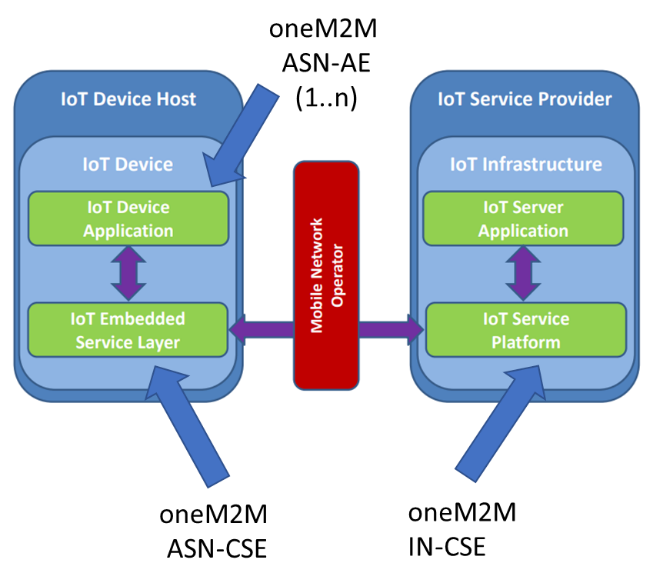 oneM2M
ASN-AE
(1..n)
IoT Device Host
IoT Service Provider
IoT Device
IoT Infrastructure
IoT Device
Application
IoT Server
Application
Mobile Network
Operator
IoT Embedded
Service Layer
IoT Service
Platform
oneM2M
ASN-CSE
oneM2M
IN-CSE